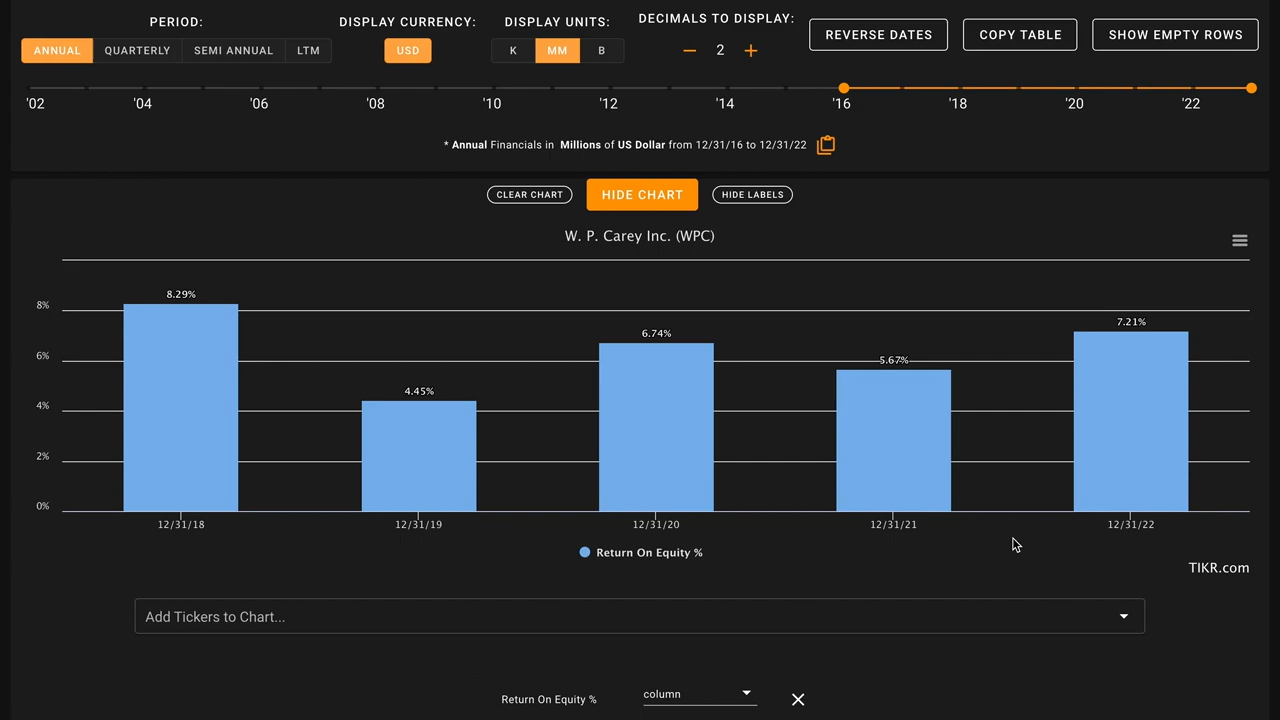 PERIOD: DISPLAY CURRENCY: DISPLAY UNITS: DECIMALS TO DISPLAY:
ANNUAL QUARTERLY SEMI ANNUAL LTM USD K MM B 2 REVERSE DATES COPY TABLE SHOW EMPTY ROWS
'02 '04 '06 '08 '10 '12 '14 '16 '18 '20 '22
* Annual Financials in Millions of US Dollar from 12/31/16 to 12/31/22
CLEAR CHART HIDE CHART HIDE LABELS
W. P. Carey Inc. (WPC)
8.29%
8%
7.21%
6.74%
6%
5.67%
4.45%
4%
2%
0%
12/31/18 12/31/19 12/31/20 12/31/21 12/31/22
Return On Equity %
TIKR.com
Add Tickers to Chart...
Return On Equity % column